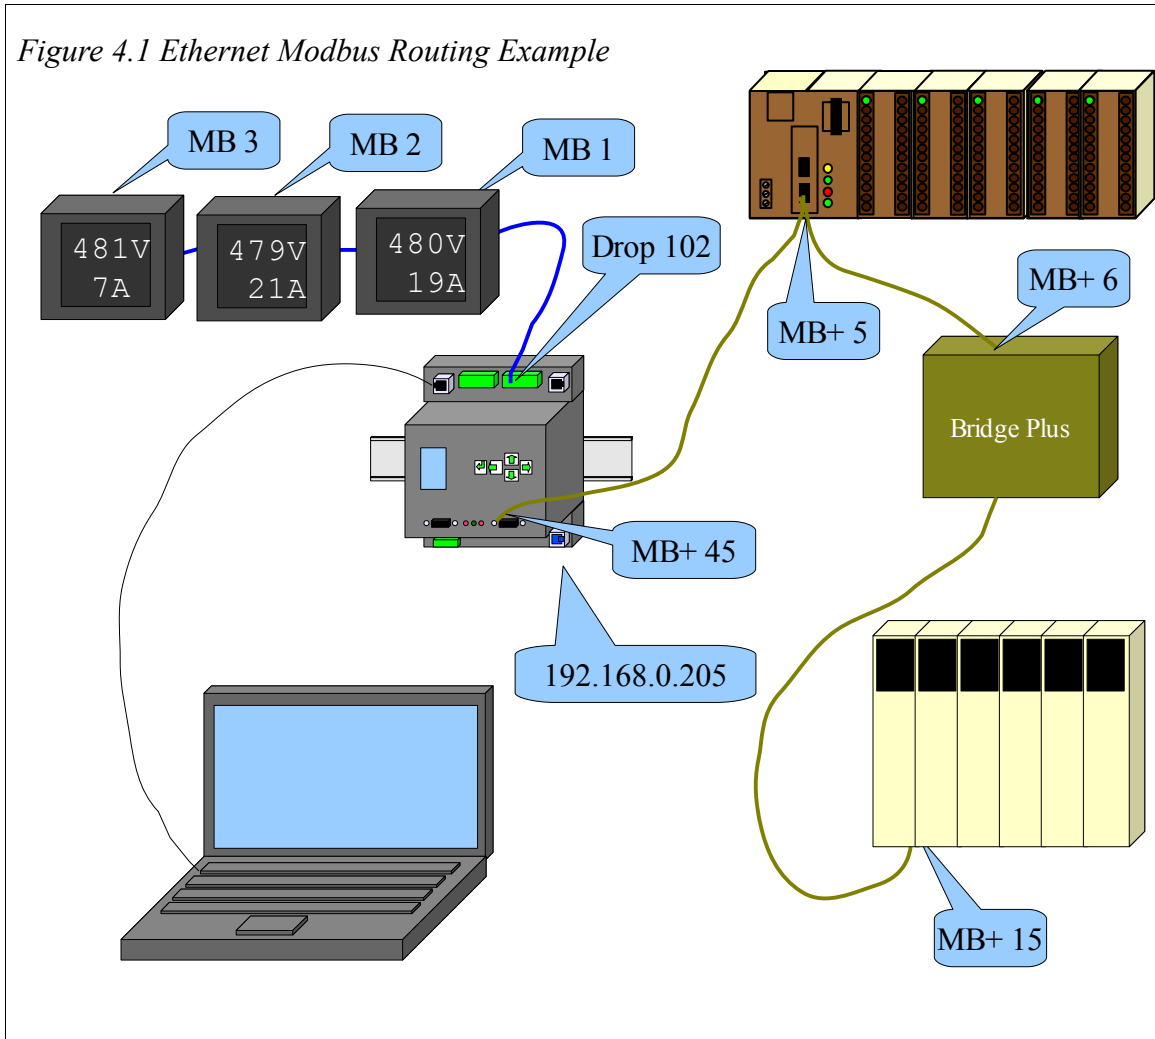 Figure 4.1 Ethernet Modbus Routing Example
MB 3
MB 2
MB 1
481V
7A
479V
21A
480V
19A
Drop 102
MB+ 5
MB+ 6
Bridge Plus
MB+ 45
192.168.0.205
MB+ 15